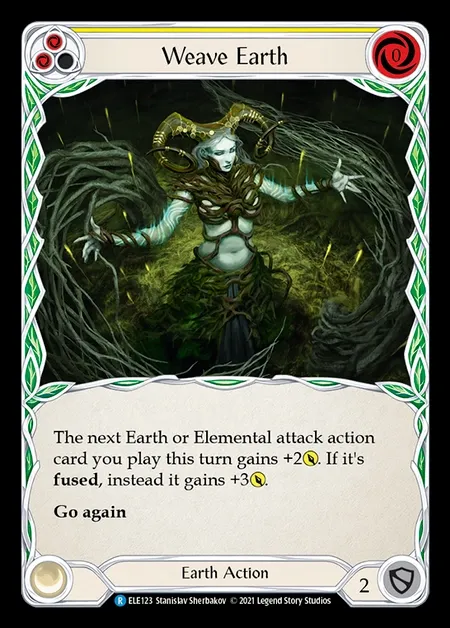 Weave Earth
0
The next Earth or Elemental attack action
card you play this turn gains +2. If it's
fused, instead it gains +3.
Go again
Earth Action
2
R ELE123 Stanislav Sherbakov © 2021 Legend Story Studios